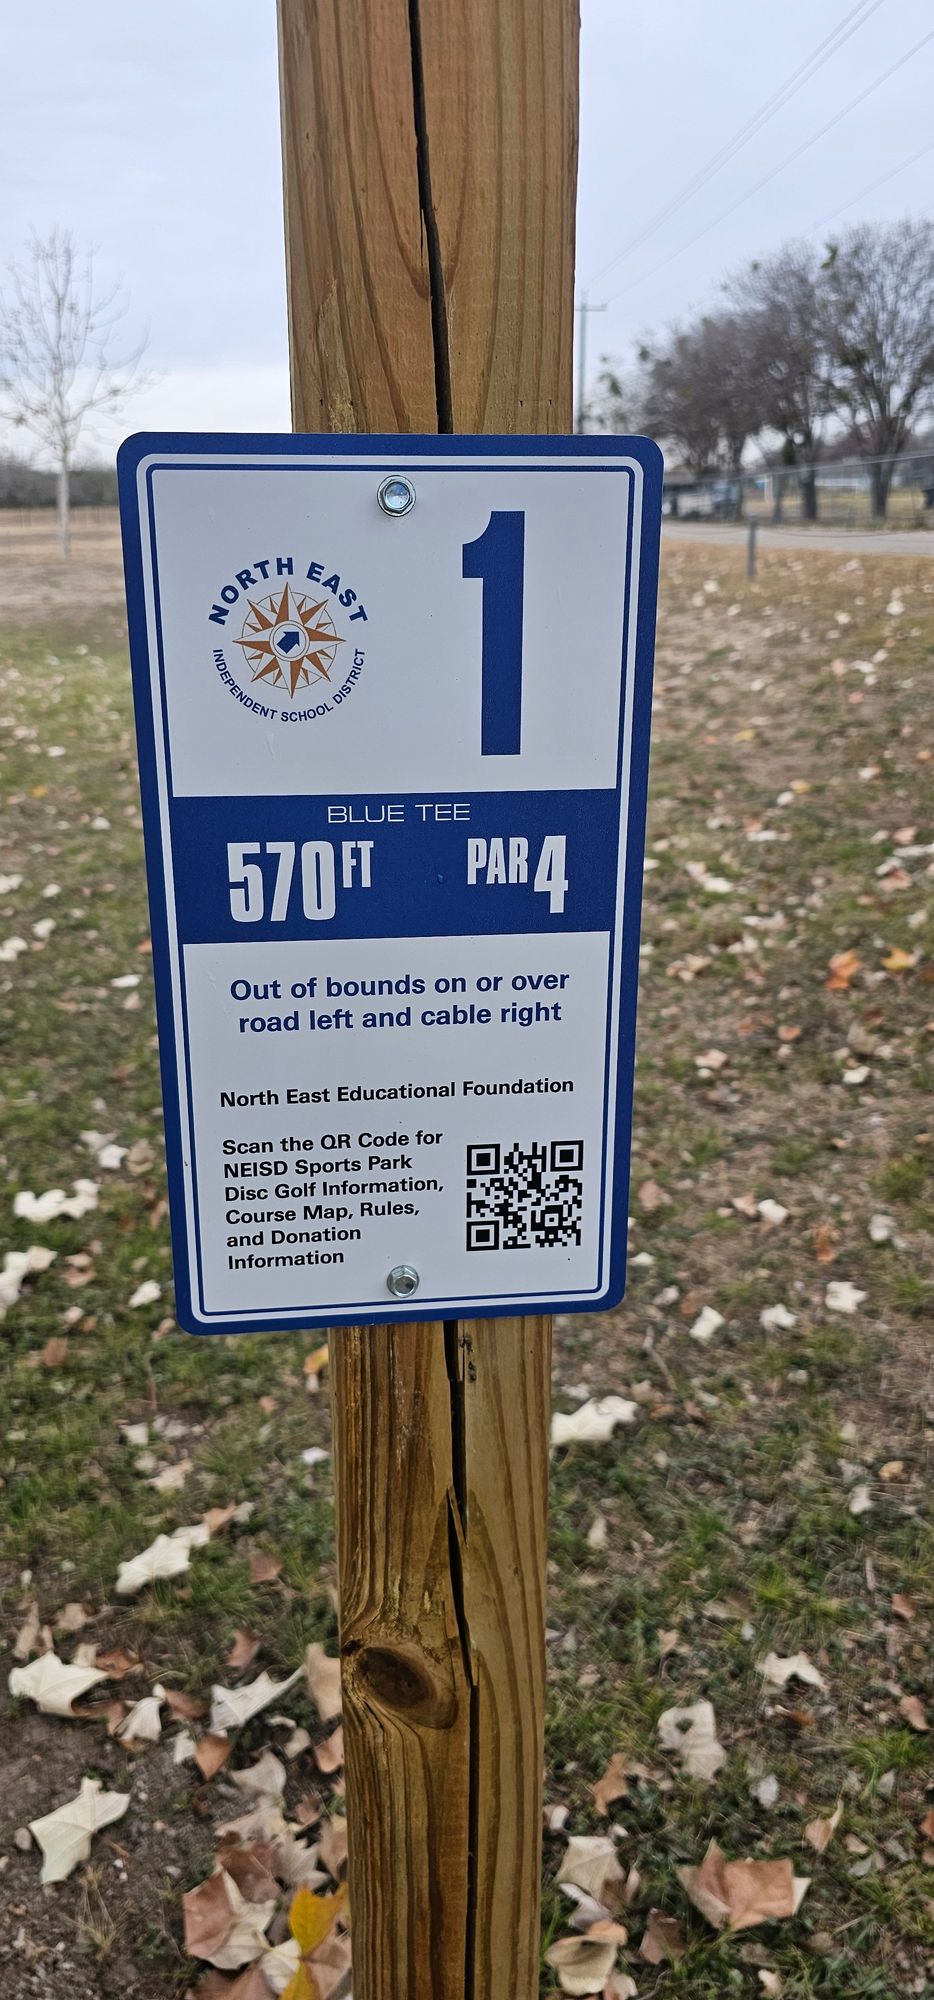 NORTH EAST
INDEPENDENT SCHOOL DISTRICT
1
BLUE TEE
570FT PAR4
Out of bounds on or over
road left and cable right
North East Educational Foundation
Scan the QR Code for
NEISD Sports Park
Disc Golf Information,
Course Map, Rules,
and Donation
Information